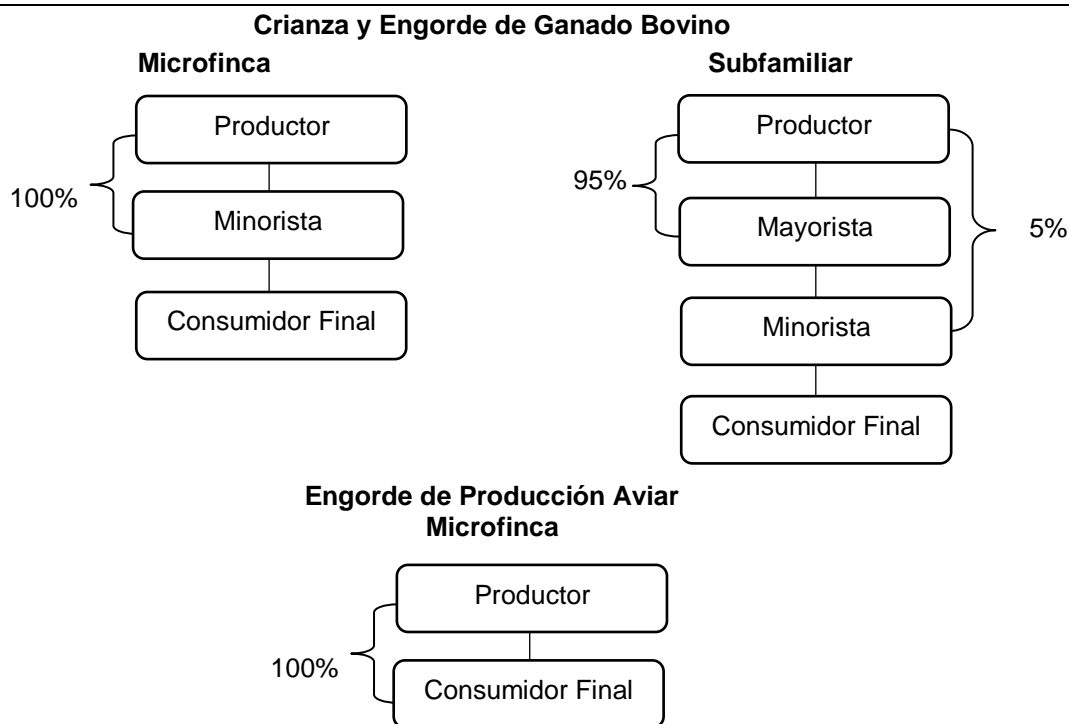 Crianza y Engorde de Ganado Bovino
Microfinca
Productor
100%
Minorista
Consumidor Final
Subfamiliar
Productor
95%
Mayorista
5%
Minorista
Consumidor Final
Engorde de Producción Aviar
Microfinca
Productor
100%
Consumidor Final